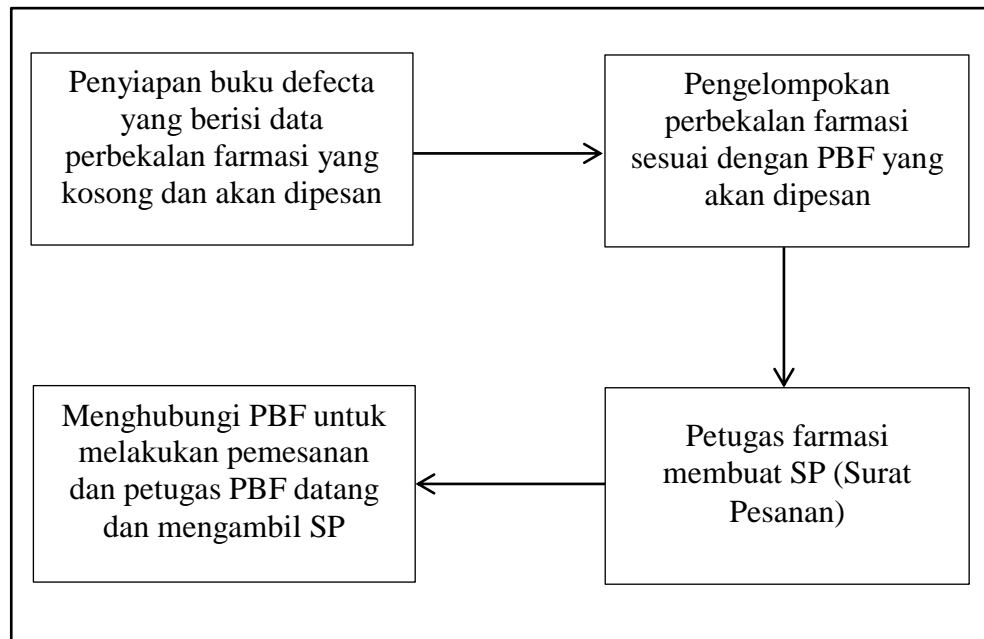 Penyiapan buku defecta
yang berisi data
perbekalan farmasi yang
kosong dan akan dipesan
Pengelompokan
perbekalan farmasi
sesuai dengan PBF yang
akan dipesan
Petugas farmasi
membuat SP (Surat
Pesanan)
Menghubungi PBF untuk
melakukan pemesanan
dan petugas PBF datang
dan mengambil SP